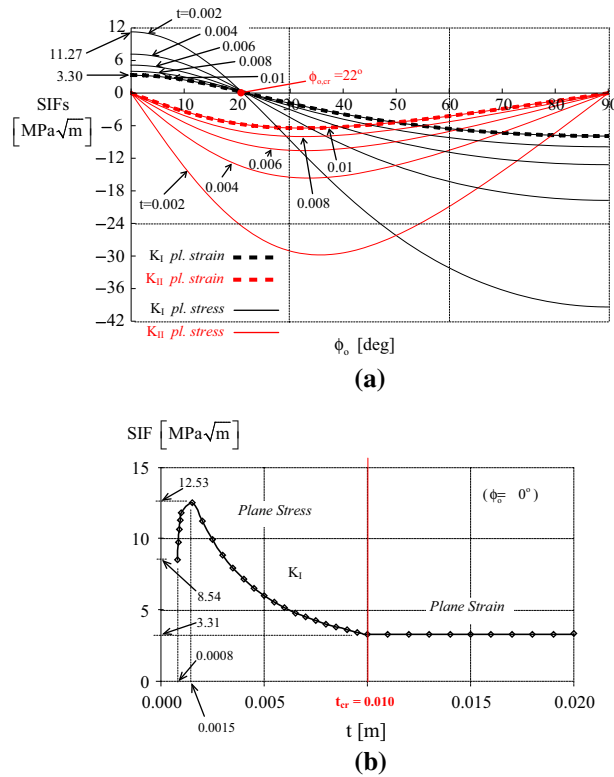 12
t=0.002
0.004
0.006
0.008
0.01
11.27
6
3.30
ϕo,cr=22º
0
10
20
30
40
50
60
70
80
90
SIFs
[MPa√m]
−6
−12
−18
−24
−30
−36
−42
t=0.002
0.004
0.006
0.008
0.01
KI pl. strain
KII pl. strain
KI pl. stress
KII pl. stress
ϕo [deg]
(a)
SIF [MPa√m]
15
12.53
(ϕo= 0º)
Plane Stress
10
KI
8.54
5
Plane Strain
3.31
0.0008
0
0.000
0.005
tcr = 0.010
0.015
0.020
0.0015
t [m]
(b)